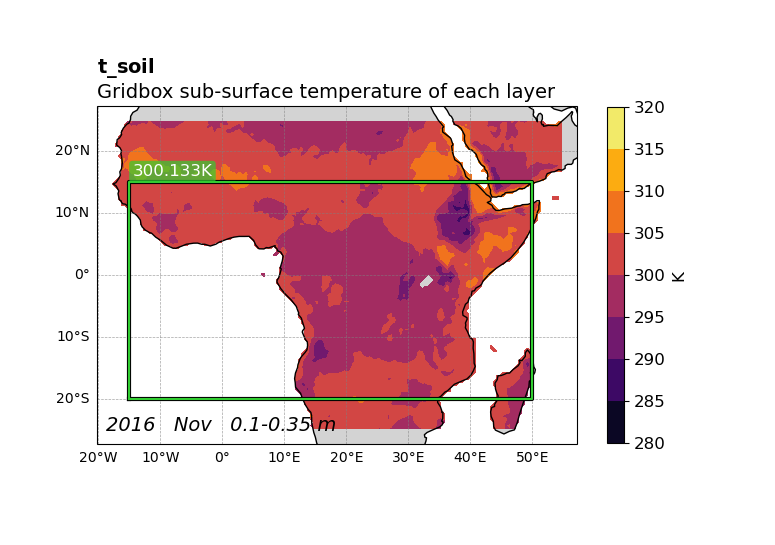 t_soil
Gridbox sub-surface temperature of each layer
300.133K
20°N
10°N
0°
10°S
20°S
2016 Nov 0.1-0.35 m
20°W 10°W 0° 10°E 20°E 30°E 40°E 50°E
320
315
310
305
300
295
290
285
280
K